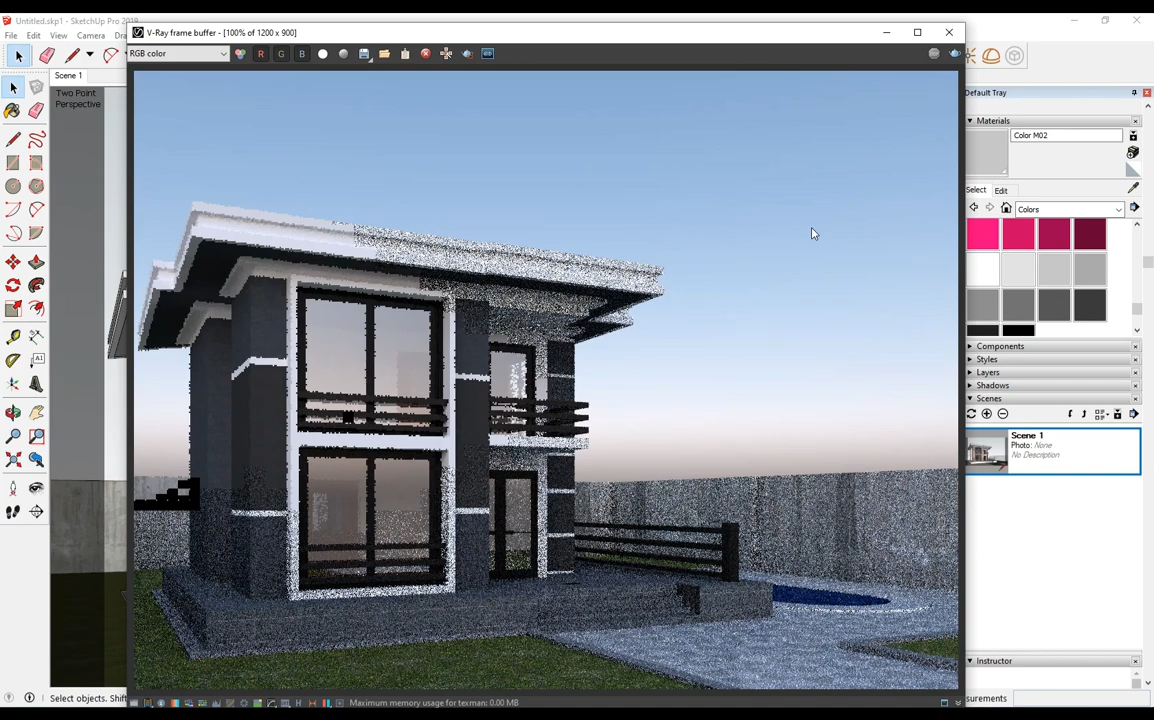 Untitled.skp1 - SketchUp Pro 2019
V-Ray frame buffer - [100% of 1200 x 900]
File Edit View Camera
RGB color
R G B
Scene 1
Two Point
Perspective
Default Tray
Materials
Color M02
Select Edit
Colors
Components
Styles
Layers
Shadows
Scenes
Scene 1
Photo: None
No Description
Instructor
Select objects.
Maximum memory usage for texman: 0.00 MB